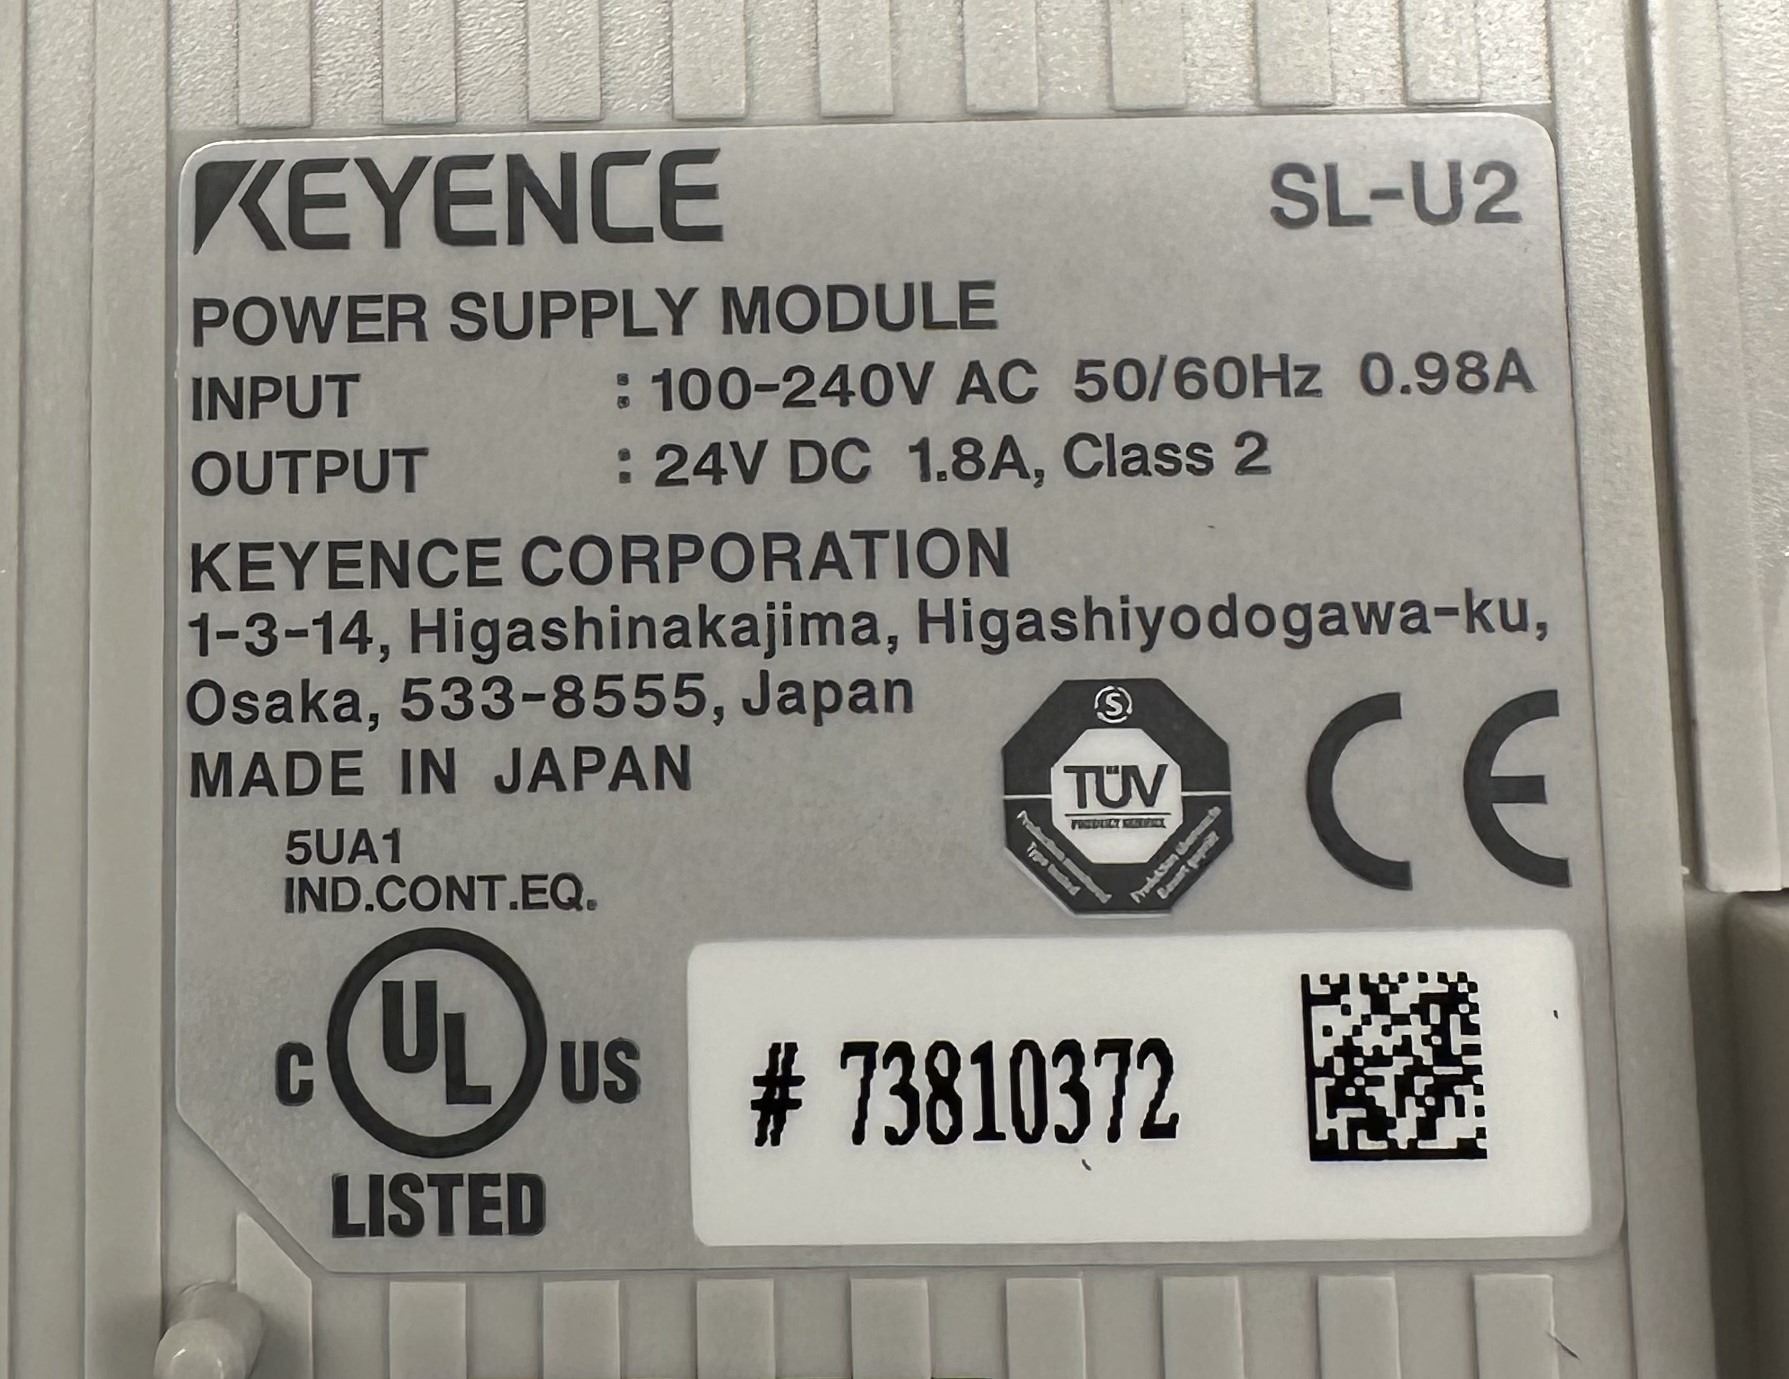 KEYENCE SL-U2
POWER SUPPLY MODULE
INPUT : 100-240V AC 50/60Hz 0.98A
OUTPUT : 24V DC 1.8A, Class 2
KEYENCE CORPORATION
1-3-14, Higashinakajima, Higashiyodogawa-ku,
Osaka, 533-8555, Japan
MADE IN JAPAN
S
TÜV
5UA1
IND.CONT.EQ.
CE
C UL US
LISTED
# 73810372